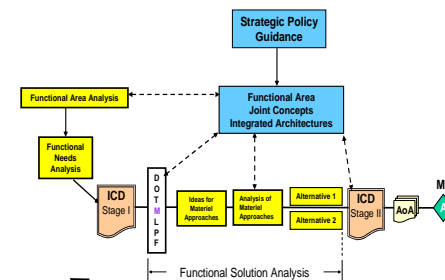 Strategic Policy
Guidance
Functional Area Analysis
Functional Area
Joint Concepts
Integrated Architectures
Functional
Needs
Analysis
ICD
Stage I
D
O
T
M
L
P
F
Ideas for
Materiel
Approaches
Analysis of
Materiel
Approaches
Alternative 1
Alternative 2
ICD
Stage II
AoA
M
A
Functional Solution Analysis